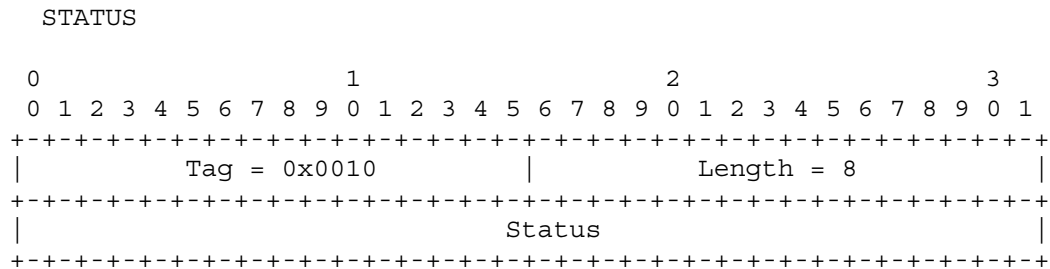 STATUS
0                   1                   2                   3
0 1 2 3 4 5 6 7 8 9 0 1 2 3 4 5 6 7 8 9 0 1 2 3 4 5 6 7 8 9 0 1
+-+-+-+-+-+-+-+-+-+-+-+-+-+-+-+-+-+-+-+-+-+-+-+-+-+-+-+-+-+-+-+-+
|          Tag = 0x0010         |          Length = 8           |
+-+-+-+-+-+-+-+-+-+-+-+-+-+-+-+-+-+-+-+-+-+-+-+-+-+-+-+-+-+-+-+-+
|                              Status                           |
+-+-+-+-+-+-+-+-+-+-+-+-+-+-+-+-+-+-+-+-+-+-+-+-+-+-+-+-+-+-+-+-+